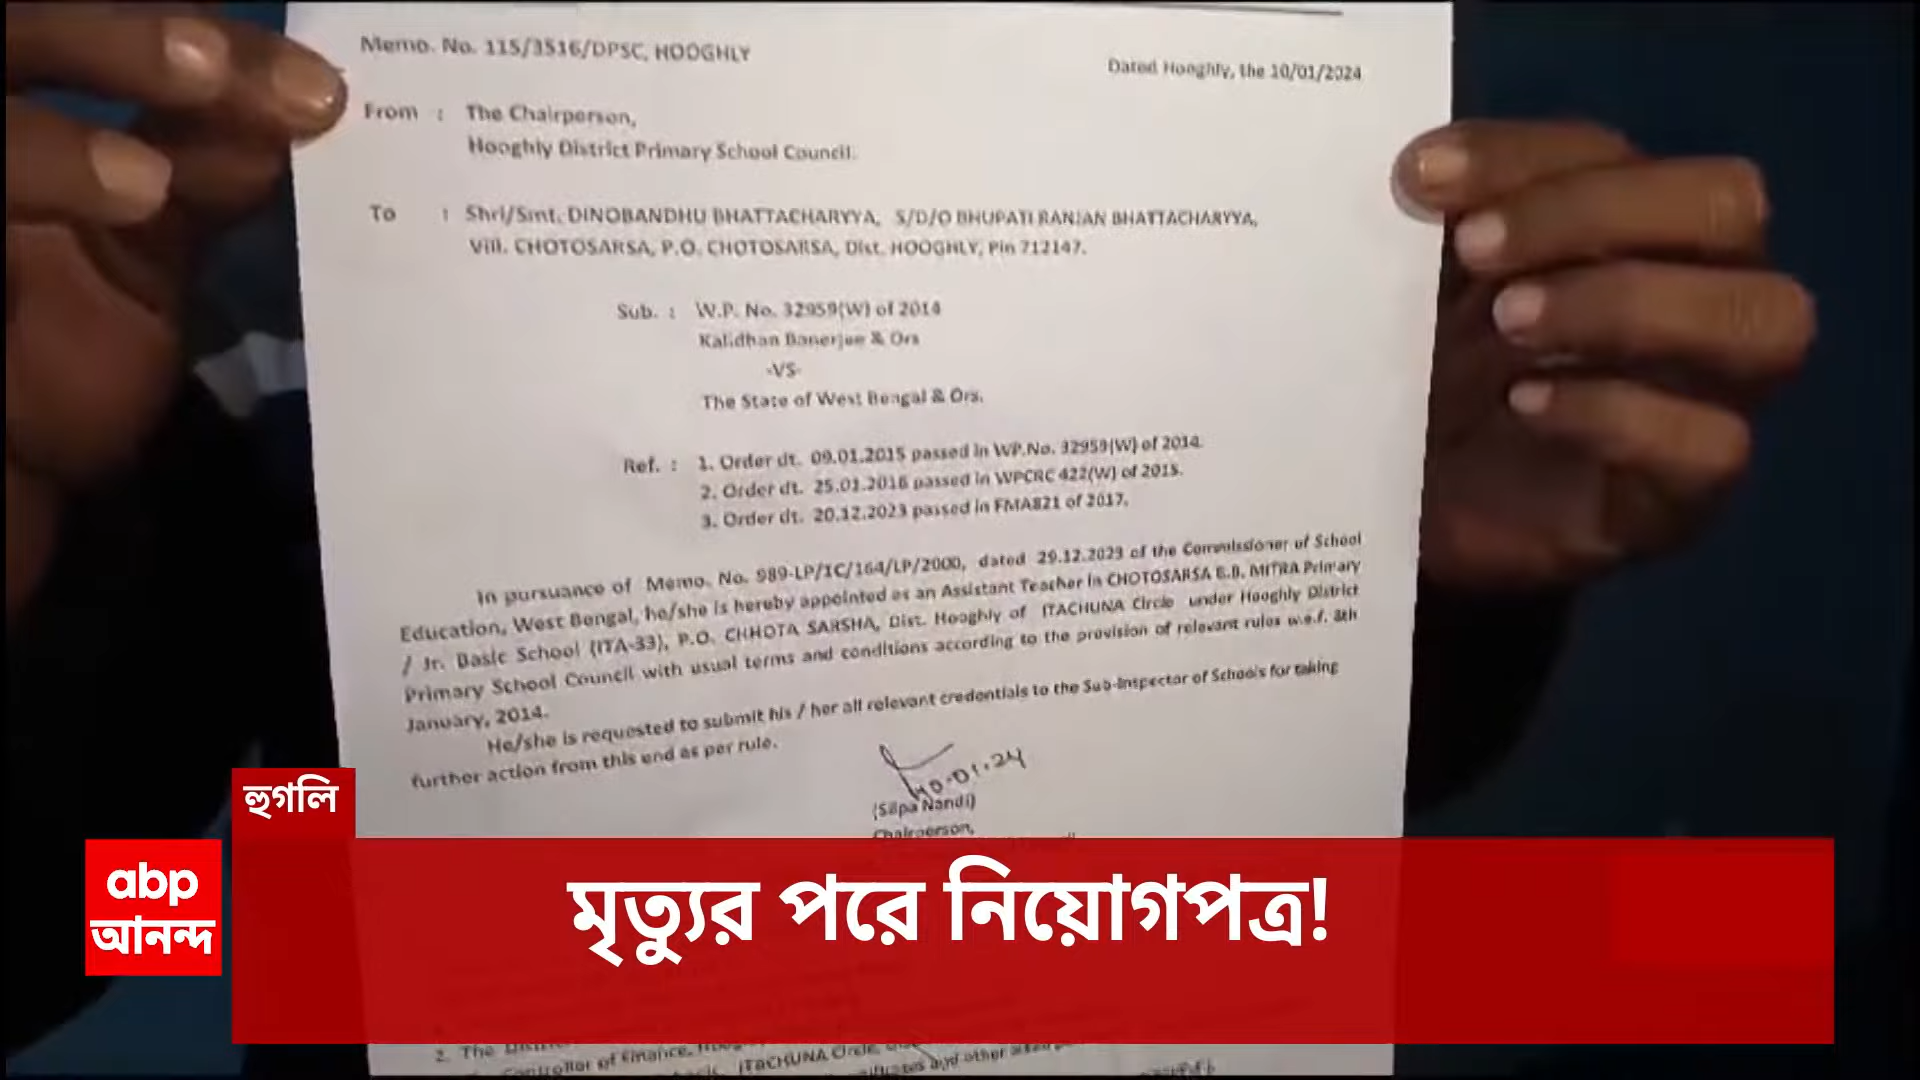 Memo. No. 115/3516/DPSC, HOOGHLY
Dated Hooghly, the 10/01/2024
From : The Chairperson,
Hooghly District Primary School Council.
To : Shri/Smt. DINOBANDHU BHATTACHARYYA, S/D/O BHUPATI RANJAN BHATTACHARYYA,
Vill. CHOTOSARSA, P.O. CHOTOSARSA, Dist. HOOGHLY, Pin 712147.
Sub. : W.P. No. 32959(W) of 2014
Kalidhan Banerjee & Ors
-VS-
The State of West Bengal & Ors.
Ref. : 1. Order dt. 09.01.2015 passed in WP.No. 32959(W) of 2014.
2. Order dt. 25.01.2016 passed in WPCRC 422(W) of 2015.
3. Order dt. 20.12.2023 passed in FMA821 of 2017.
In pursuance of Memo. No. 989-LP/1C/164/LP/2000, dated 29.12.2023 of the Commissioner of School
Education, West Bengal, he/she is hereby appointed as an Assistant Teacher in CHOTOSARSA B.B. MITRA Primary
/ Jr. Basic School (ITA-33), P.O. CHHOTA SARSHA, Dist. Hooghly of ITACHUNA Circle under Hooghly District
Primary School Council with usual terms and conditions according to the provision of relevant rules w.e.f. 8th
January, 2014.
He/she is requested to submit his / her all relevant credentials to the Sub-Inspector of Schools for taking
further action from this end as per rule.
10.01.24
(Silpa Nandi)
Chairperson,
হুগলি
abp
আনন্দ
মৃত্যুর পরে নিয়োগপত্র!
2. The
Controller of Finance,
ITACHUNA Circle,
and other